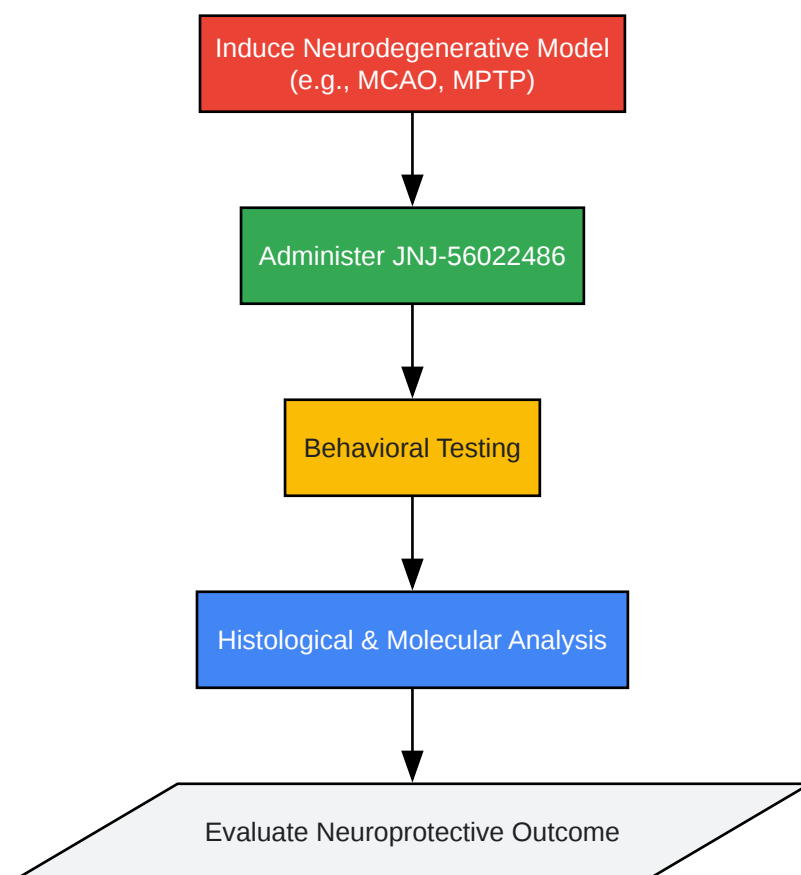 Induce Neurodegenerative Model
(e.g., MCAO, MPTP)
Administer JNJ-56022486
Behavioral Testing
Histological & Molecular Analysis
Evaluate Neuroprotective Outcome